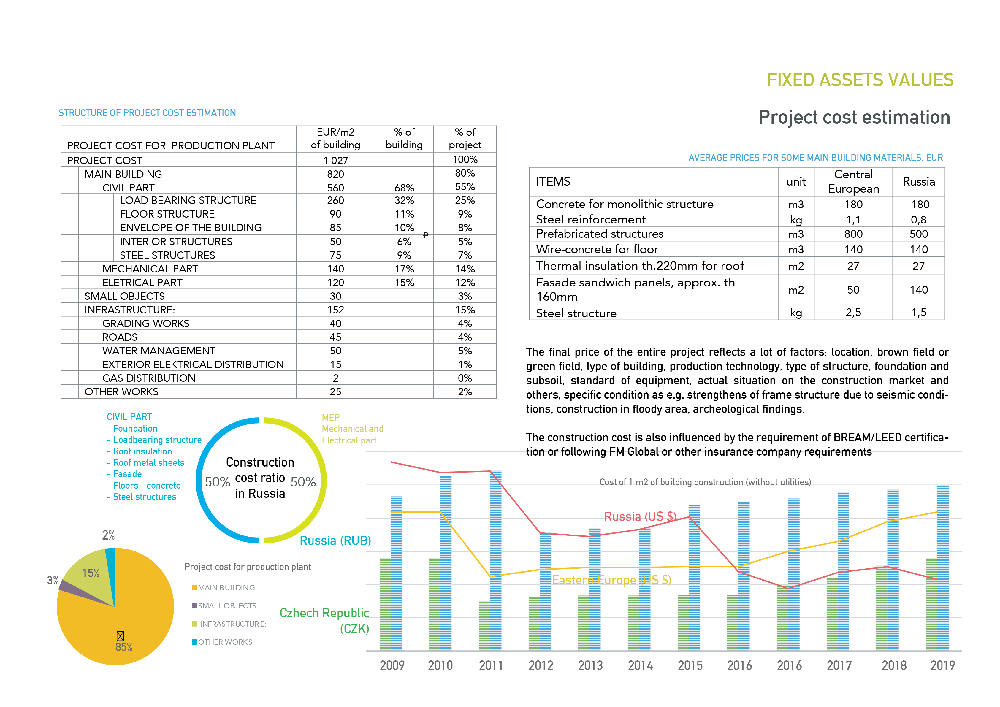 FIXED ASSETS VALUES
Project cost estimation
STRUCTURE OF PROJECT COST ESTIMATION
PROJECT COST FOR PRODUCTION PLANT EUR/m2 of building % of building % of project
PROJECT COST 1 027 100%
MAIN BUILDING 820 80%
CIVIL PART 560 68% 55%
LOAD BEARING STRUCTURE 260 32% 25%
FLOOR STRUCTURE 90 11% 9%
ENVELOPE OF THE BUILDING 85 10% 8%
₽
INTERIOR STRUCTURES 50 6% 5%
STEEL STRUCTURES 75 9% 7%
MECHANICAL PART 140 17% 14%
ELETRICAL PART 120 15% 12%
SMALL OBJECTS 30 3%
INFRASTRUCTURE: 152 15%
GRADING WORKS 40 4%
ROADS 45 4%
WATER MANAGEMENT 50 5%
EXTERIOR ELEKTRICAL DISTRIBUTION 15 1%
GAS DISTRIBUTION 2 0%
OTHER WORKS 25 2%
AVERAGE PRICES FOR SOME MAIN BUILDING MATERIALS, EUR
ITEMS unit Central European Russia
Concrete for monolithic structure m3 180 180
Steel reinforcement kg 1,1 0,8
Prefabricated structures m3 800 500
Wire-concrete for floor m3 140 140
Thermal insulation th.220mm for roof m2 27 27
Fasade sandwich panels, approx. th
160mm m2 50 140
Steel structure kg 2,5 1,5
The final price of the entire project reflects a lot of factors: location, brown field or
green field, type of building, production technology, type of structure, foundation and
subsoil, standard of equipment, actual situation on the construction market and
others, specific condition as e.g. strengthens of frame structure due to seismic condi-
tions, construction in floody area, archeological findings.
The construction cost is also influenced by the requirement of BREAM/LEED certifica-
tion or following FM Global or other insurance company requirements
CIVIL PART
- Foundation
- Loadbearing structure
- Roof insulation
- Roof metal sheets
- Fasade
- Floors - concrete
- Steel structures
MEP
Mechanical and
Electrical part
Construction
50% cost ratio 50%
in Russia
2%
15%
3%
85%
Project cost for production plant
MAIN BUILDING
SMALL OBJECTS
INFRASTRUCTURE:
OTHER WORKS
Cost of 1 m2 of building construction (without utilities)
Russia (US $)
Russia (RUB)
Eastern Europe (US $)
Czhech Republic
(CZK)
2009 2010 2011 2012 2013 2014 2015 2016 2016 2017 2018 2019